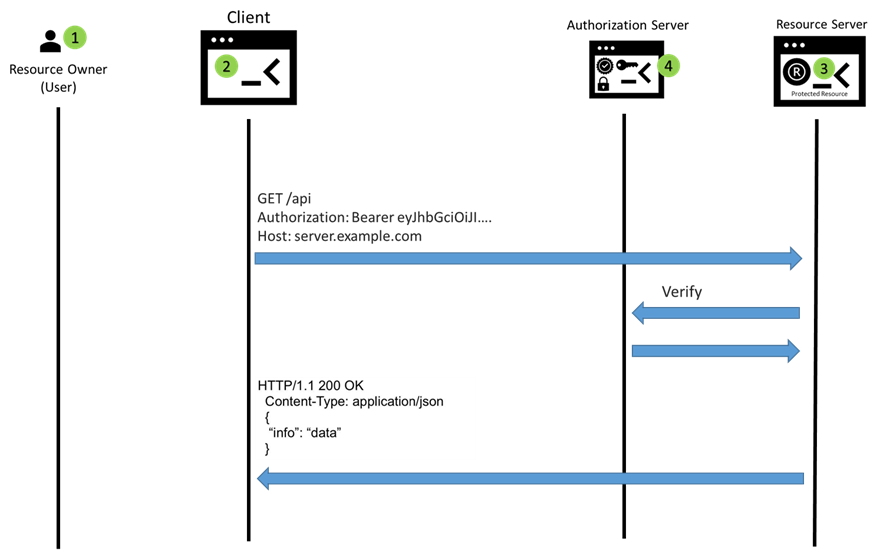 Client
Authorization Server
Resource Server
1
2
4
3
Resource Owner
(User)
R
Protected Resource
GET /api
Authorization: Bearer eyJhbGciOiJI....
Host: server.example.com
Verify
HTTP/1.1 200 OK
Content-Type: application/json
{
“info”: “data”
}